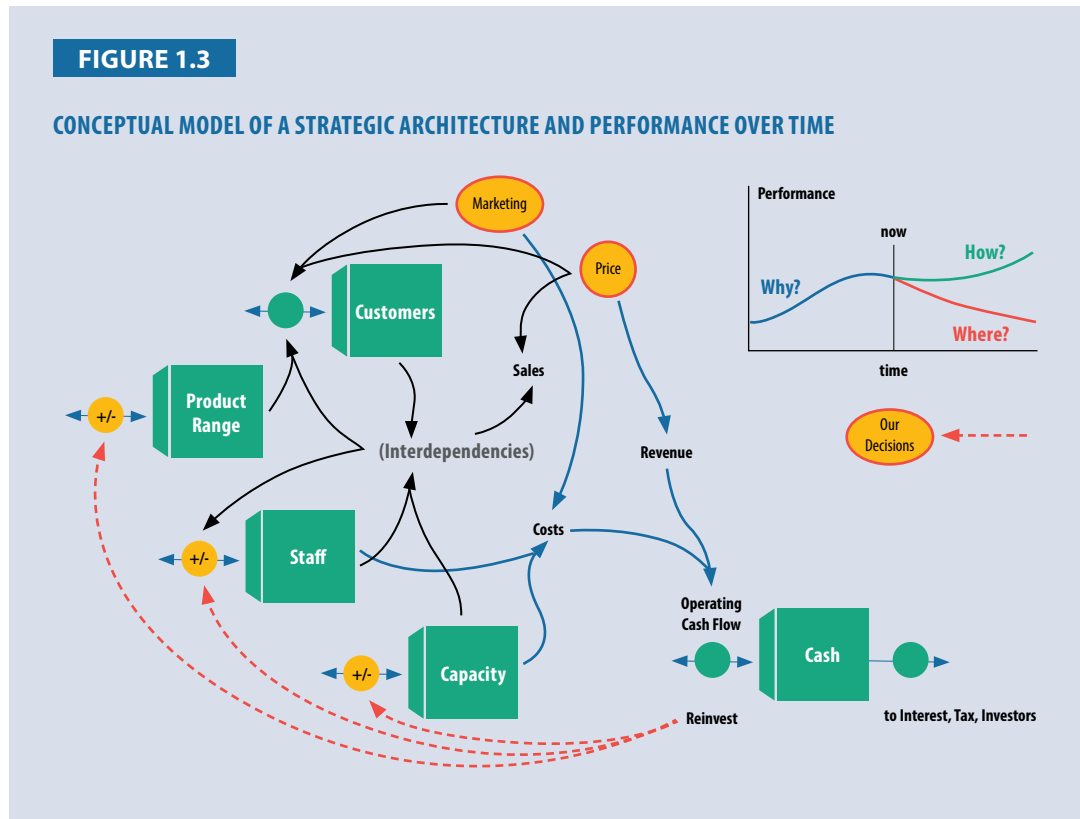 FIGURE 1.3
CONCEPTUAL MODEL OF A STRATEGIC ARCHITECTURE AND PERFORMANCE OVER TIME
Marketing
Price
Customers
Sales
Product
Range
+/-
(Interdependencies)
Revenue
Staff
+/-
Costs
Capacity
+/-
Operating
Cash Flow
Cash
Reinvest
to Interest, Tax, Investors
Performance
now
How?
Why?
Where?
time
Our
Decisions